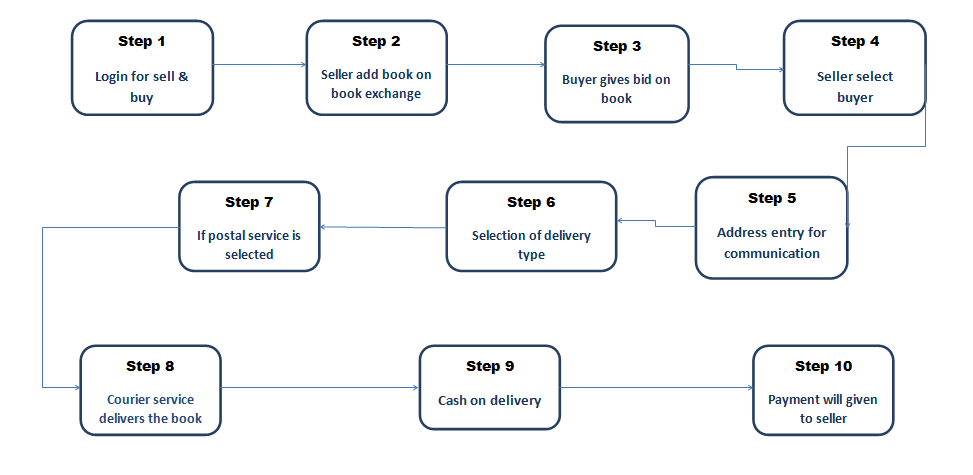 Step 1
Login for sell &
buy
Step 2
Seller add book on
book exchange
Step 3
Buyer gives bid on
book
Step 4
Seller select
buyer
Step 5
Address entry for
communication
Step 6
Selection of delivery
type
Step 7
If postal service is
selected
Step 8
Courier service
delivers the book
Step 9
Cash on delivery
Step 10
Payment will given
to seller